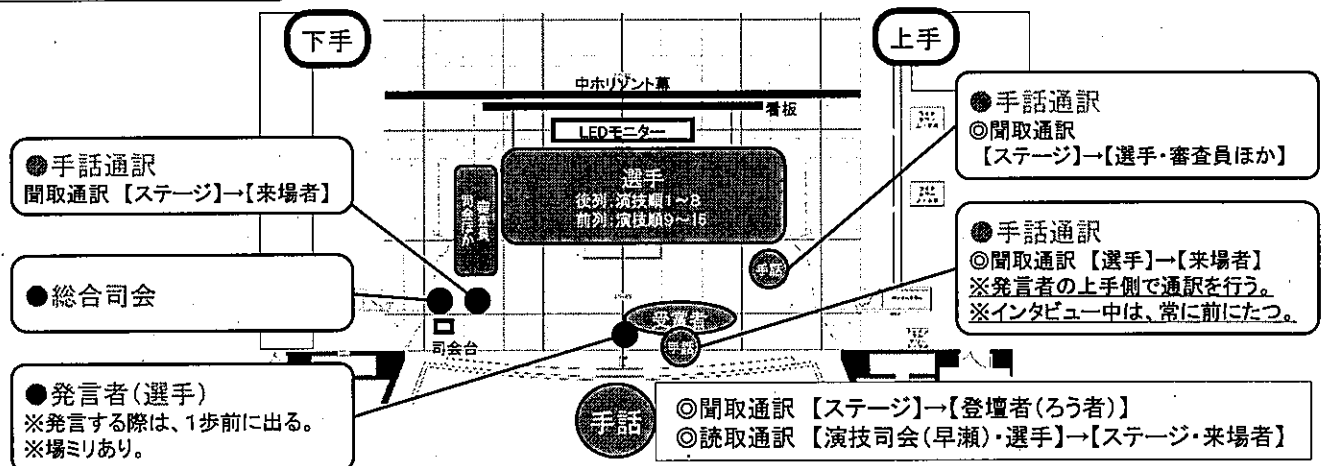 下手
上手
中ホリゾント幕
看板
LEDモニター
選手
後列:演技順1~8
前列:演技順9~15
審査員
司会ほか
●手話通訳
聞取通訳 【ステージ】→【来場者】
●総合司会
司会台
●発言者(選手)
※発言する際は、1歩前に出る。
※場ミリあり。
●手話通訳
◎聞取通訳
【ステージ】→【選手・審査員ほか】
手話
●手話通訳
◎聞取通訳 【選手】→【来場者】
※発言者の上手側で通訳を行う。
※インタビュー中は、常に前にたつ。
手話
◎聞取通訳 【ステージ】→【登壇者(ろう者)】
◎読取通訳 【演技司会(早瀬)・選手】→【ステージ・来場者】